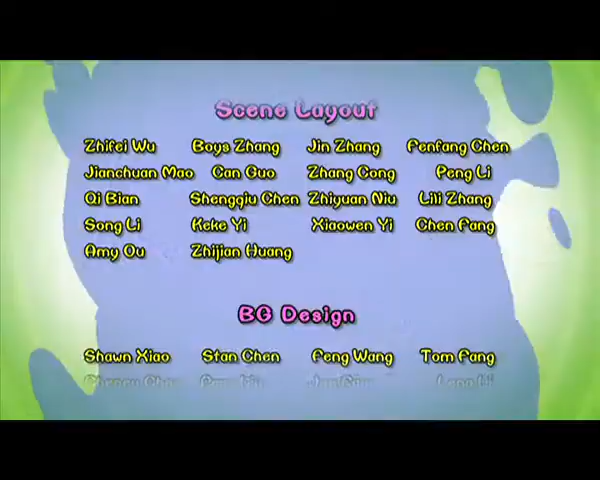 Scene Layout
Zhifei Wu Boys Zhang Jin Zhang Fenfang Chen
Jianchuan Mao Can Guo Zhang Cong Peng Li
Qi Bian Shengqiu Chen Zhiyuan Niu Lili Zhang
Song Li Keke Yi Xiaowen Yi Chen Fang
Amy Ou Zhijian Huang
BG Design
Shawn Xiao Stan Chen Feng Wang Tom Fang